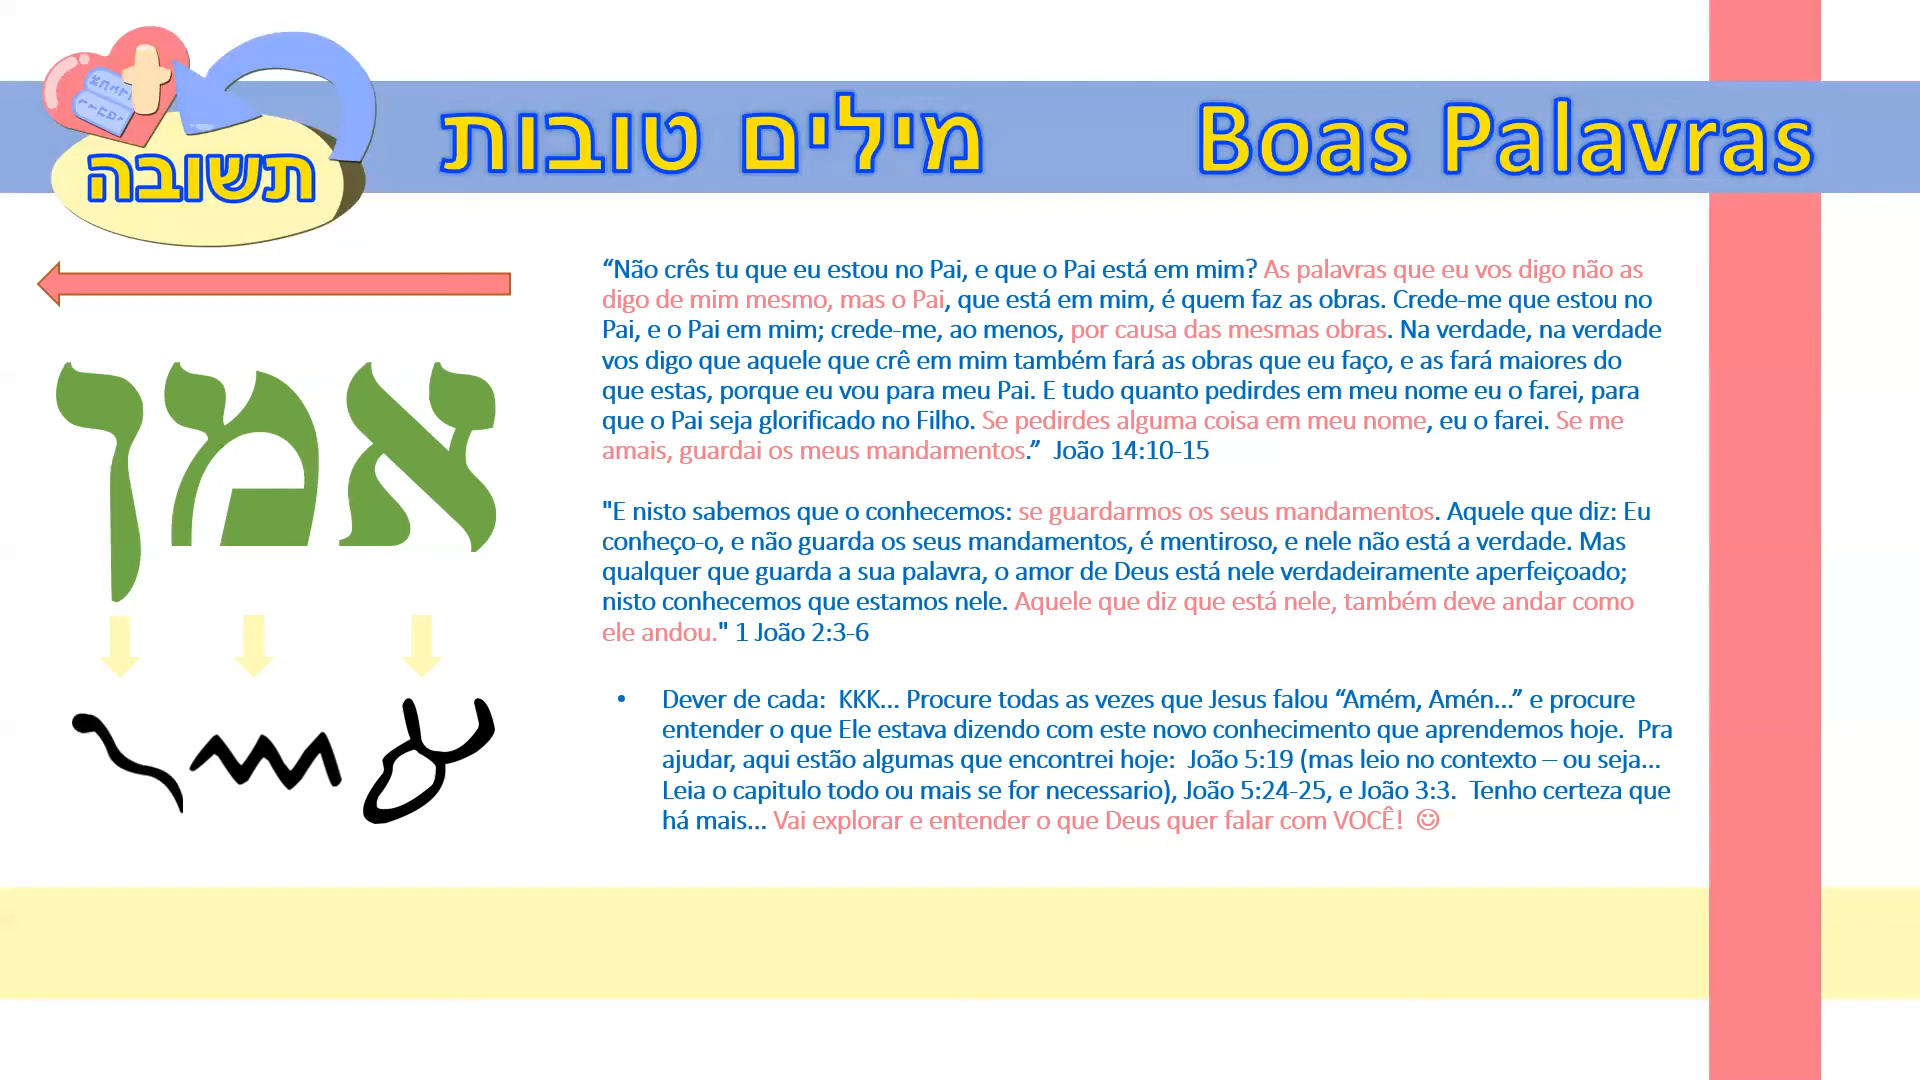 תשובה
מילים טובות
Boas Palavras
אמן
“Não crês tu que eu estou no Pai, e que o Pai está em mim? As palavras que eu vos digo não as
digo de mim mesmo, mas o Pai, que está em mim, é quem faz as obras. Crede-me que estou no
Pai, e o Pai em mim; crede-me, ao menos, por causa das mesmas obras. Na verdade, na verdade
vos digo que aquele que crê em mim também fará as obras que eu faço, e as fará maiores do
que estas, porque eu vou para meu Pai. E tudo quanto pedirdes em meu nome eu o farei, para
que o Pai seja glorificado no Filho. Se pedirdes alguma coisa em meu nome, eu o farei. Se me
amais, guardai os meus mandamentos.” João 14:10-15
"E nisto sabemos que o conhecemos: se guardarmos os seus mandamentos. Aquele que diz: Eu
conheço-o, e não guarda os seus mandamentos, é mentiroso, e nele não está a verdade. Mas
qualquer que guarda a sua palavra, o amor de Deus está nele verdadeiramente aperfeiçoado;
nisto conhecemos que estamos nele. Aquele que diz que está nele, também deve andar como
ele andou." 1 João 2:3-6
• Dever de cada: KKK... Procure todas as vezes que Jesus falou “Amém, Amén...” e procure
entender o que Ele estava dizendo com este novo conhecimento que aprendemos hoje. Pra
ajudar, aqui estão algumas que encontrei hoje: João 5:19 (mas leio no contexto – ou seja...
Leia o capitulo todo ou mais se for necessario), João 5:24-25, e João 3:3. Tenho certeza que
há mais... Vai explorar e entender o que Deus quer falar com VOCÊ! ☺